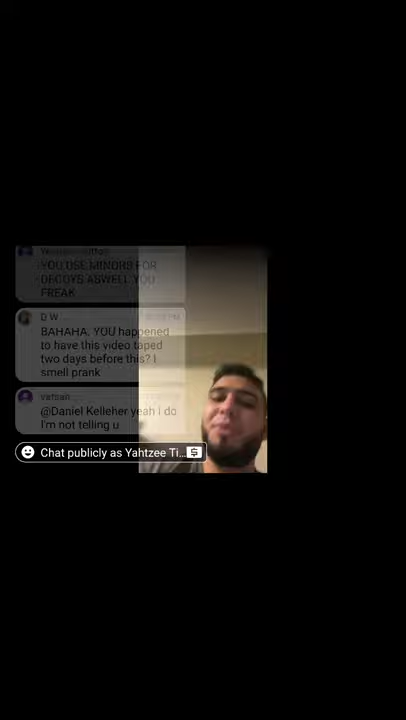 YOU USE MINORS FOR
DECOYS ASWELL YOU
FREAK
D W
BAHAHA. YOU happened
to have this video taped
two days before this? I
smell prank
@Daniel Kelleher yeah i do
I'm not telling u
Chat publicly as Yahtzee Ti...